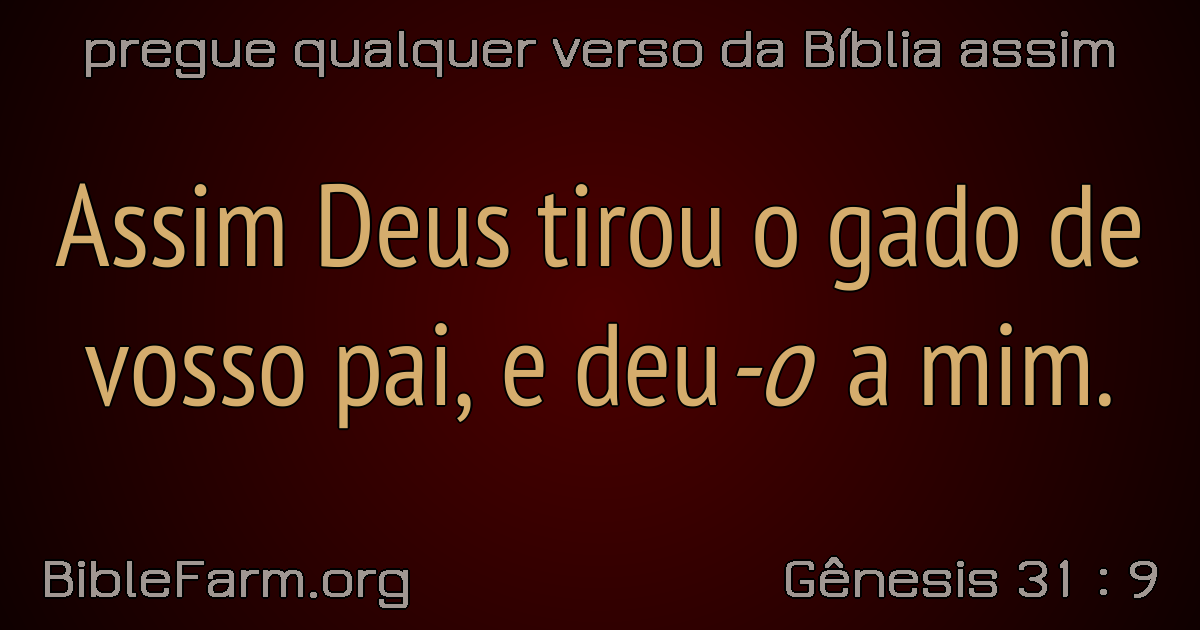 pregue qualquer verso da Bíblia assim
Assim Deus tirou o gado de
vosso pai, e deu-o a mim.
BibleFarm.org
Gênesis 31 : 9